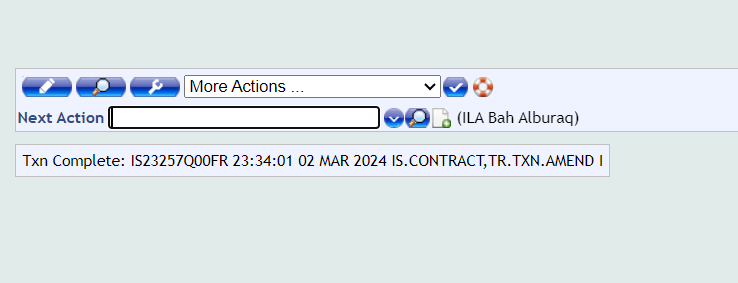 More Actions ...
Next Action (ILA Bah Alburaq)
Txn Complete: IS23257Q00FR 23:34:01 02 MAR 2024 IS.CONTRACT,TR.TXN.AMEND I